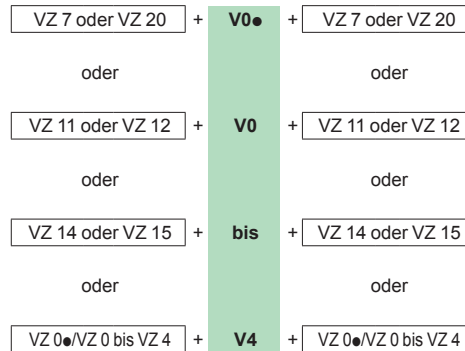 VZ 7 oder VZ 20 + V0● + VZ 7 oder VZ 20
oder oder
VZ 11 oder VZ 12 + V0 + VZ 11 oder VZ 12
oder oder
VZ 14 oder VZ 15 + bis + VZ 14 oder VZ 15
oder oder
VZ 0●/VZ 0 bis VZ 4 + V4 + VZ 0●/VZ 0 bis VZ 4